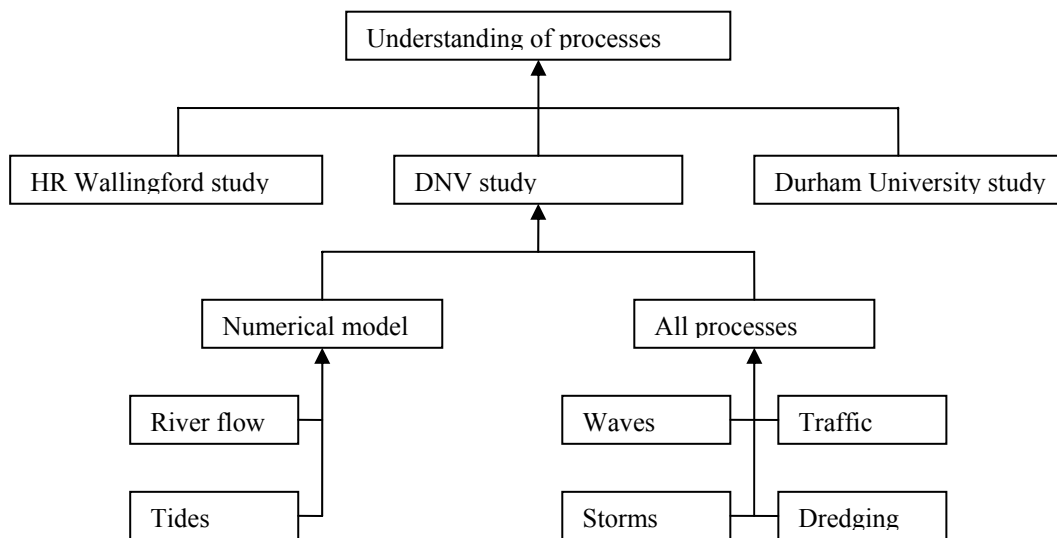 Understanding of processes
HR Wallingford study
DNV study
Durham University study
Numerical model
All processes
River flow
Waves
Traffic
Tides
Storms
Dredging